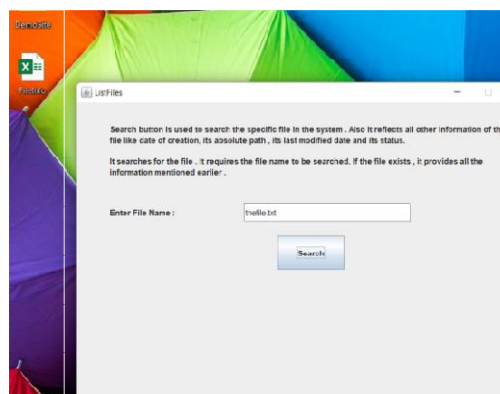 Demosite
ListFiles
Search button is used to search the specific file in the system . Also it reflects all other information of the
file like date of creation, its absolute path , its last modified date and its status.
It searches for the file . It requires the file name to be searched. If the file exists , it provides all the
information mentioned earlier .
Enter File Name :
thefile.txt
Search